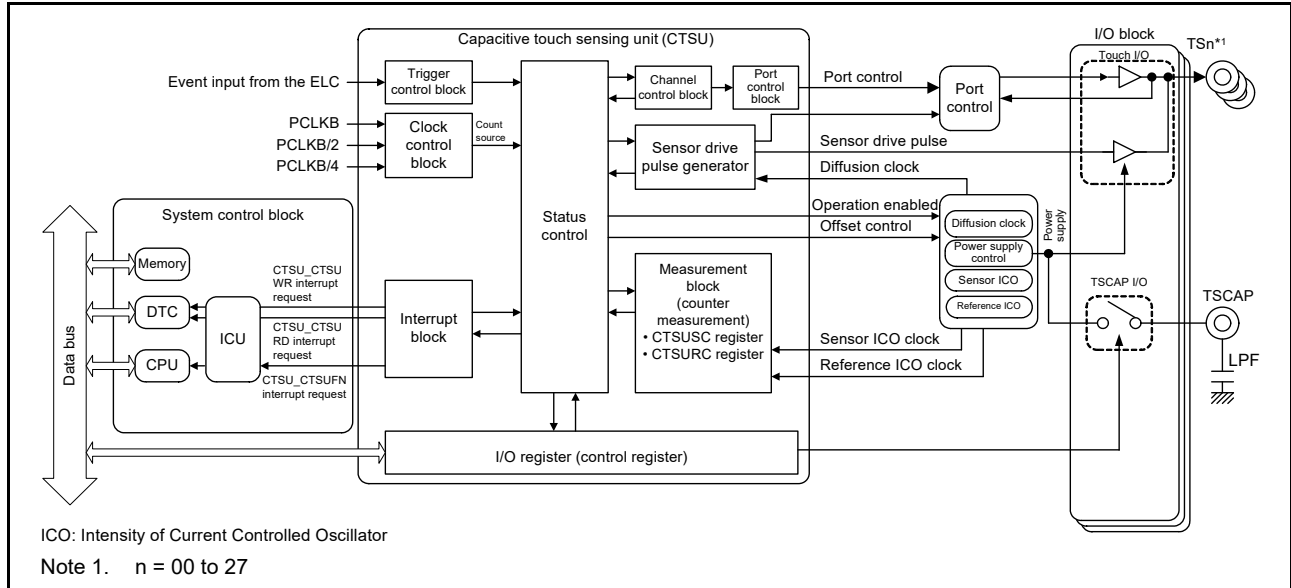 Capacitive touch sensing unit (CTSU)
I/O block
TSn*1
Touch I/O
Event input from the ELC
Trigger
control block
Channel
control block
Port
control
block
Port control
Port
control
PCLKB
PCLKB/2
PCLKB/4
Clock
control
block
Count
source
Sensor drive
pulse generator
Sensor drive pulse
Diffusion clock
System control block
Status
control
Operation enabled
Offset control
Diffusion clock
Power supply
control
Sensor ICO
Reference ICO
Power
supply
Data bus
Memory
DTC
CPU
ICU
CTSU_CTSU
WR interrupt
request
CTSU_CTSU
RD interrupt
request
CTSU_CTSUFN
interrupt request
Interrupt
block
Measurement
block
(counter
measurement)
• CTSUSC register
• CTSURC register
Sensor ICO clock
Reference ICO clock
TSCAP I/O
TSCAP
LPF
I/O register (control register)
ICO: Intensity of Current Controlled Oscillator
Note 1. n = 00 to 27